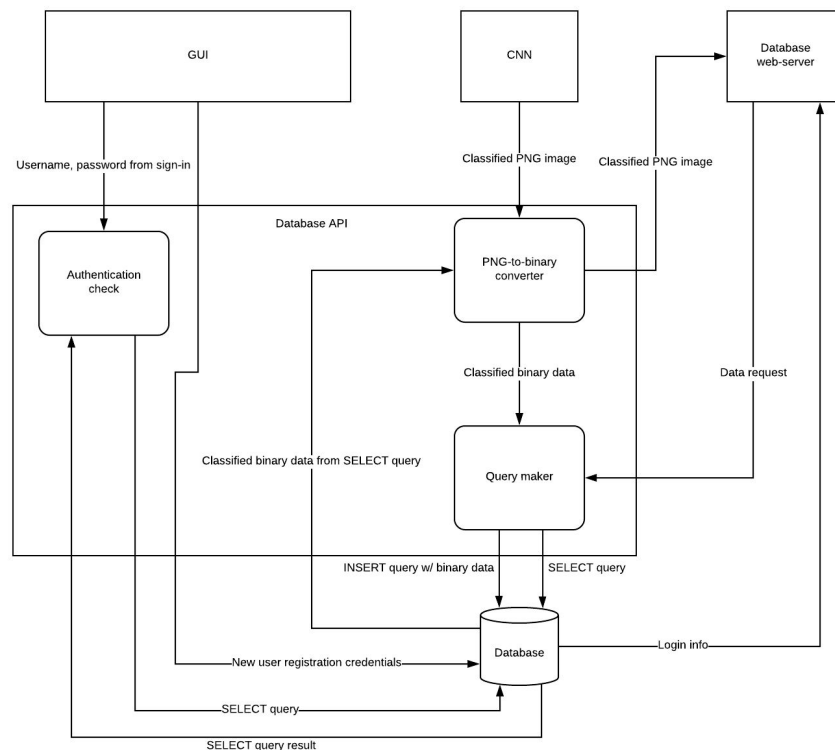 GUI
CNN
Database
web-server
Username, password from sign-in
Classified PNG image
Classified PNG image
Database API
Authentication
check
PNG-to-binary
converter
Classified binary data
Data request
Classified binary data from SELECT query
Query maker
INSERT query w/ binary data
SELECT query
Database
Login info
New user registration credentials
SELECT query
SELECT query result